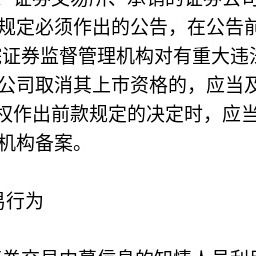 证券交易所、承销的证券公司
规定必须作出的公告，在公告前
证券监督管理机构对有重大违法
公司取消其上市资格的，应当及
权作出前款规定的决定时，应当
机构备案。
易行为